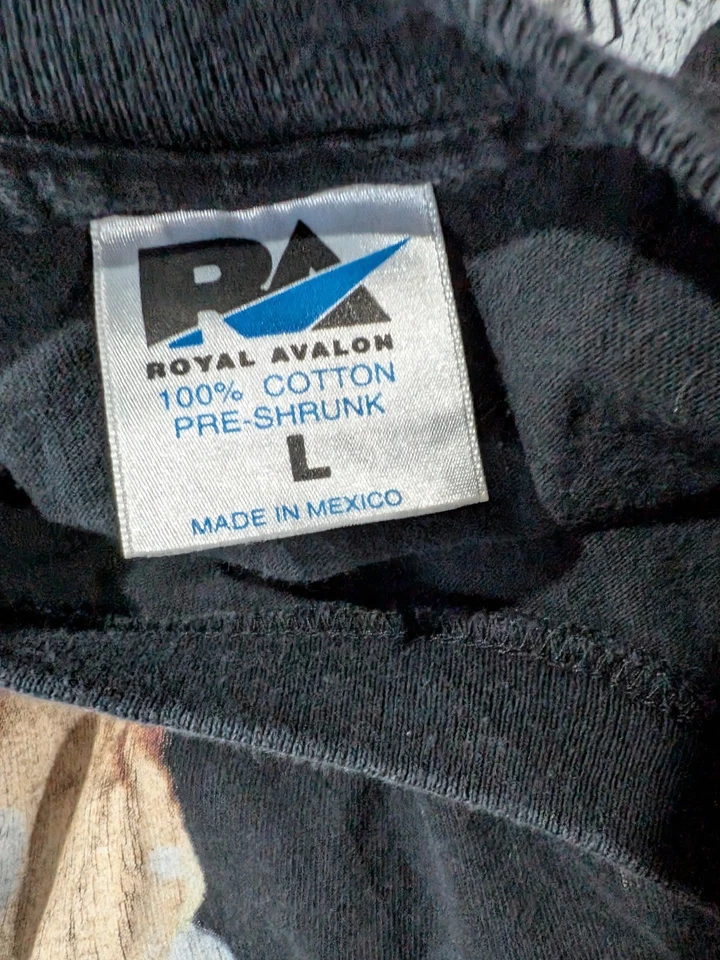 RA
ROYAL AVALON
100% COTTON
PRE-SHRUNK
L
MADE IN MEXICO